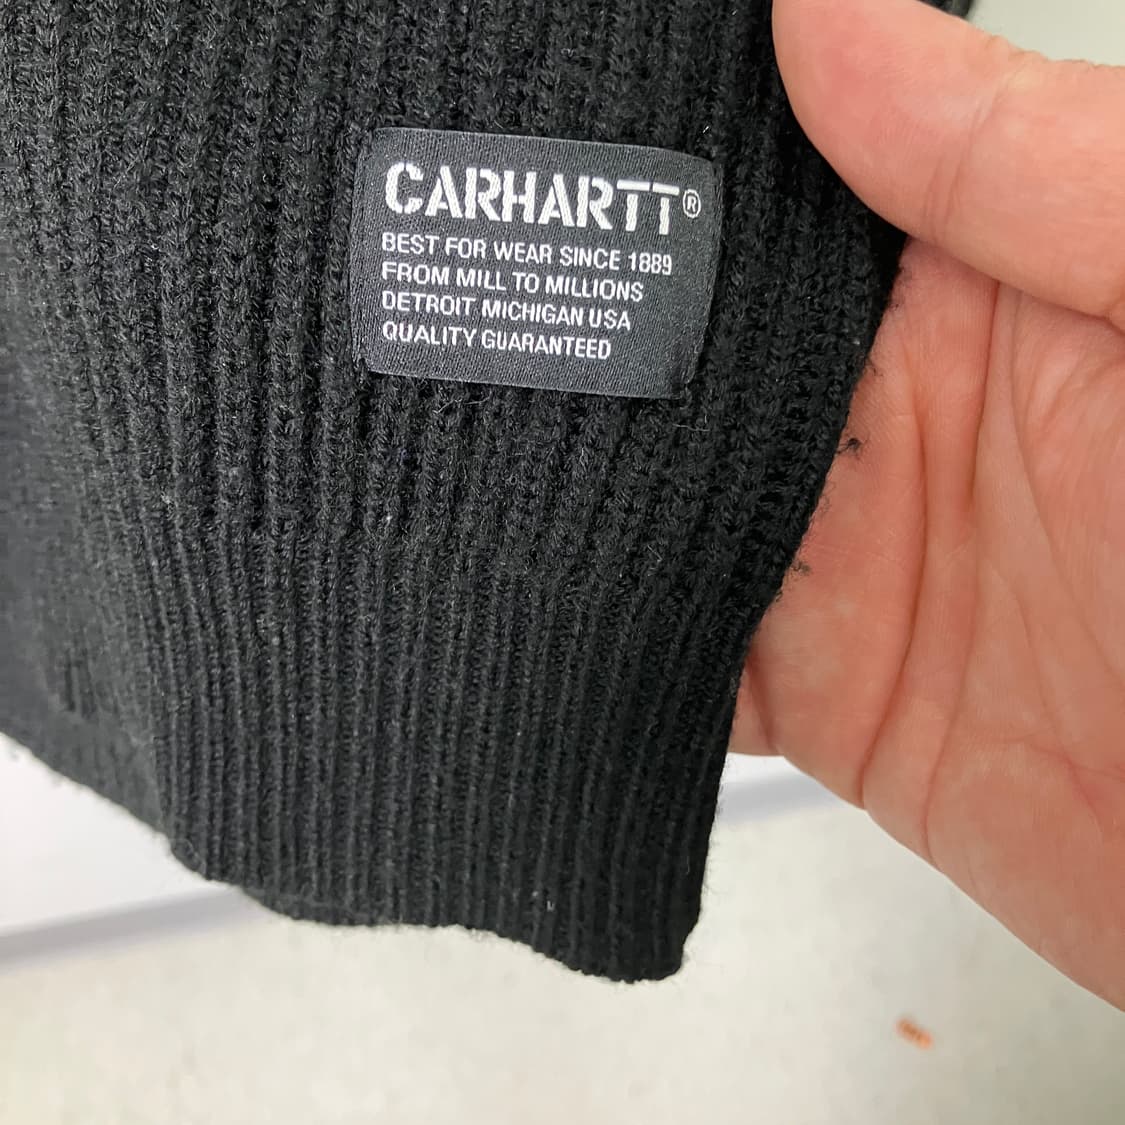 CARHARTT®
BEST FOR WEAR SINCE 1889
FROM MILL TO MILLIONS
DETROIT MICHIGAN USA
QUALITY GUARANTEED